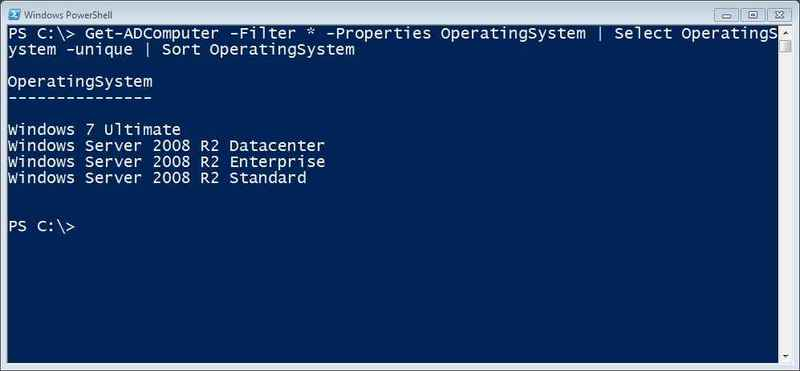 Windows PowerShell
PS C:\> Get-ADComputer -Filter * -Properties OperatingSystem | Select OperatingS
ystem -unique | Sort OperatingSystem
OperatingSystem
---------------
Windows 7 Ultimate
Windows Server 2008 R2 Datacenter
Windows Server 2008 R2 Enterprise
Windows Server 2008 R2 Standard
PS C:\>